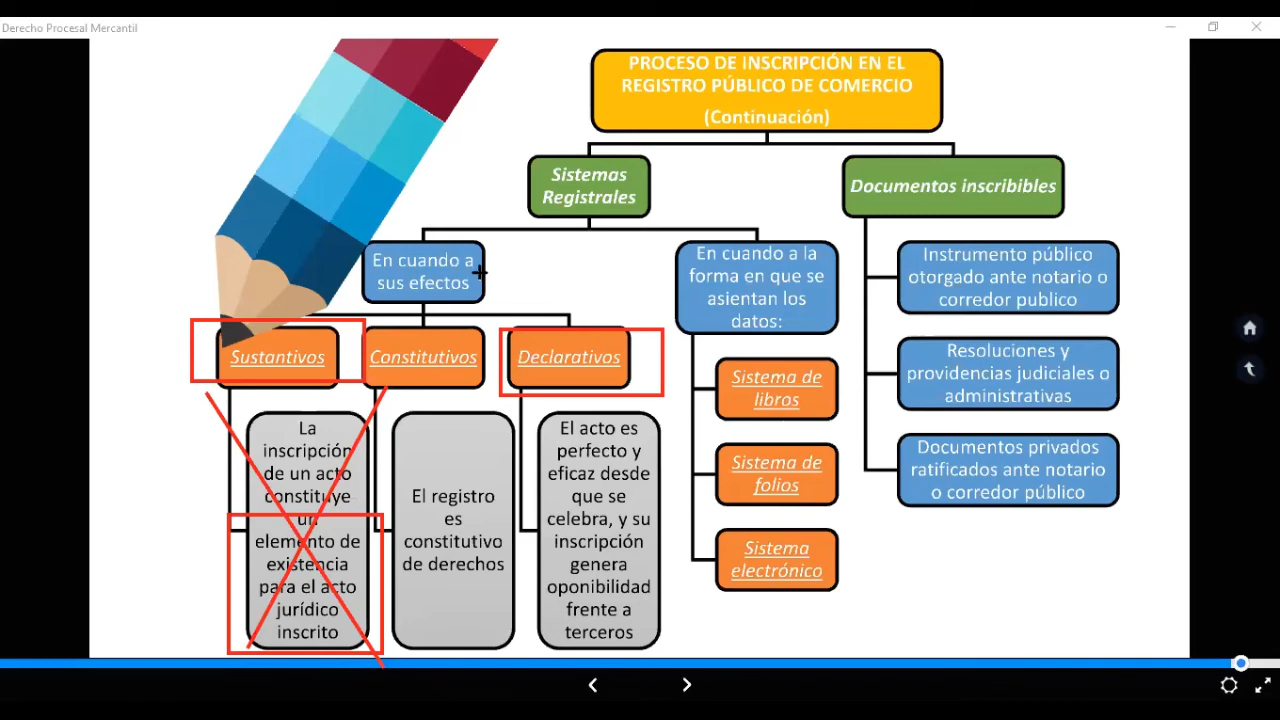 Derecho Procesal Mercantil
PROCESO DE INSCRIPCIÓN EN EL
REGISTRO PÚBLICO DE COMERCIO
(Continuación)
Sistemas
Registrales
Documentos inscribibles
En cuando a
sus efectos
En cuando a la
forma en que se
asientan los
datos:
Instrumento público
otorgado ante notario o
corredor publico
Sustantivos
Constitutivos
Declarativos
Sistema de
libros
Resoluciones y
providencias judiciales o
administrativas
La
inscripción
de un acto
constituye
un
elemento de
existencia
para el acto
jurídico
inscrito
El registro
es
constitutivo
de derechos
El acto es
perfecto y
eficaz desde
que se
celebra, y su
inscripción
genera
oponibilidad
frente a
terceros
Sistema de
folios
Documentos privados
ratificados ante notario
o corredor público
Sistema
electrónico